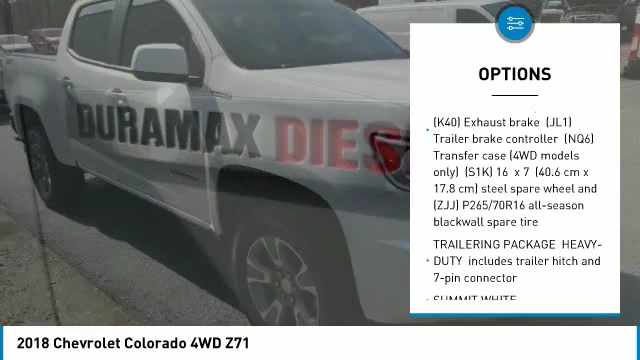 OPTIONS
(K40) Exhaust brake (JL1)
Trailer brake controller (NQ6)
Transfer case (4WD models
only) (S1K) 16 x 7 (40.6 cm x
17.8 cm) steel spare wheel and
(ZJJ) P265/70R16 all-season
blackwall spare tire
TRAILERING PACKAGE HEAVY-
DUTY includes trailer hitch and
7-pin connector
SUMMIT WHITE
DURAMAX DIES
2018 Chevrolet Colorado 4WD Z71